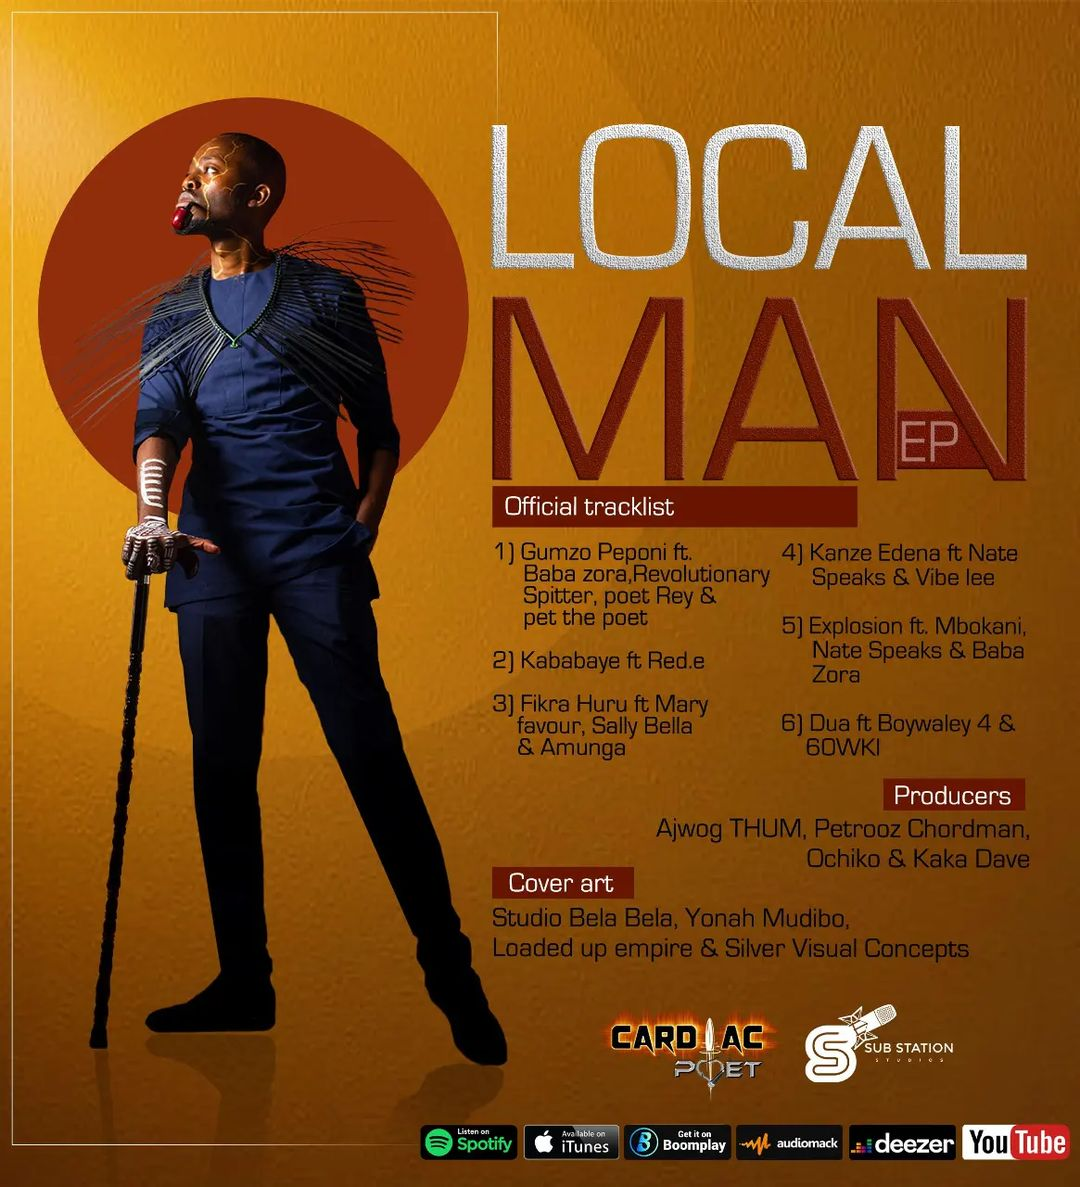 LOCAL
MAN
EP
Official tracklist
1) Gumzo Peponi ft.
Baba zora,Revolutionary
Spitter, poet Rey &
pet the poet
2) Kababaye ft Red.e
3) Fikra Huru ft Mary
favour, Sally Bella
& Amunga
4) Kanze Edena ft Nate
Speaks & Vibe lee
5) Explosion ft. Mbokani,
Nate Speaks & Baba
Zora
6) Dua ft Boywaley 4 &
60WKI
Producers
Ajwog THUM, Petrooz Chordman,
Ochiko & Kaka Dave
Cover art
Studio Bela Bela, Yonah Mudibo,
Loaded up empire & Silver Visual Concepts
CARDIAC
POET
S
SUB STATION
STUDIOS
Listen on
Spotify
Available on
iTunes
B
Get it on
Boomplay
audiomack
deezer
YouTube